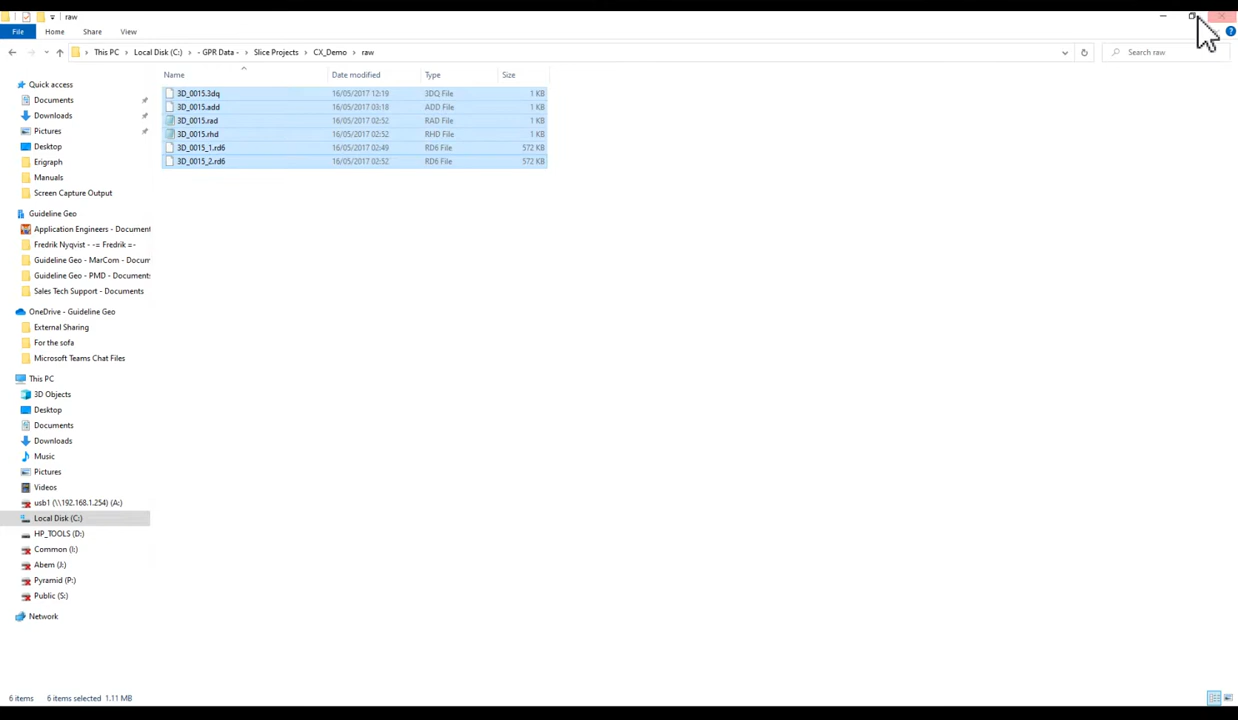 raw
File Home Share View
This PC > Local Disk (C:) > - GPR Data - > Slice Projects > CX_Demo > raw
Search raw
Name Date modified Type Size
3D_0015.3dq 16/05/2017 12:19 3DQ File 1 KB
3D_0015.add 16/05/2017 03:18 ADD File 1 KB
3D_0015.rad 16/05/2017 02:52 RAD File 1 KB
3D_0015.rhd 16/05/2017 02:52 RHD File 1 KB
3D_0015_1.rd6 16/05/2017 02:49 RD6 File 572 KB
3D_0015_2.rd6 16/05/2017 02:52 RD6 File 572 KB
Quick access
Documents
Downloads
Pictures
Desktop
Erigraph
Manuals
Screen Capture Output
Guideline Geo
Application Engineers - Document
Fredrik Nyqvist - -= Fredrik =-
Guideline Geo - MarCom - Docum
Guideline Geo - PMD - Documents
Sales Tech Support - Documents
OneDrive - Guideline Geo
External Sharing
For the sofa
Microsoft Teams Chat Files
This PC
3D Objects
Desktop
Documents
Downloads
Music
Pictures
Videos
usb1 (\\192.168.1.254) (A:)
Local Disk (C:)
HP_TOOLS (D:)
Common (I:)
Abem (J:)
Pyramid (P:)
Public (S:)
Network
6 items 6 items selected 1.11 MB